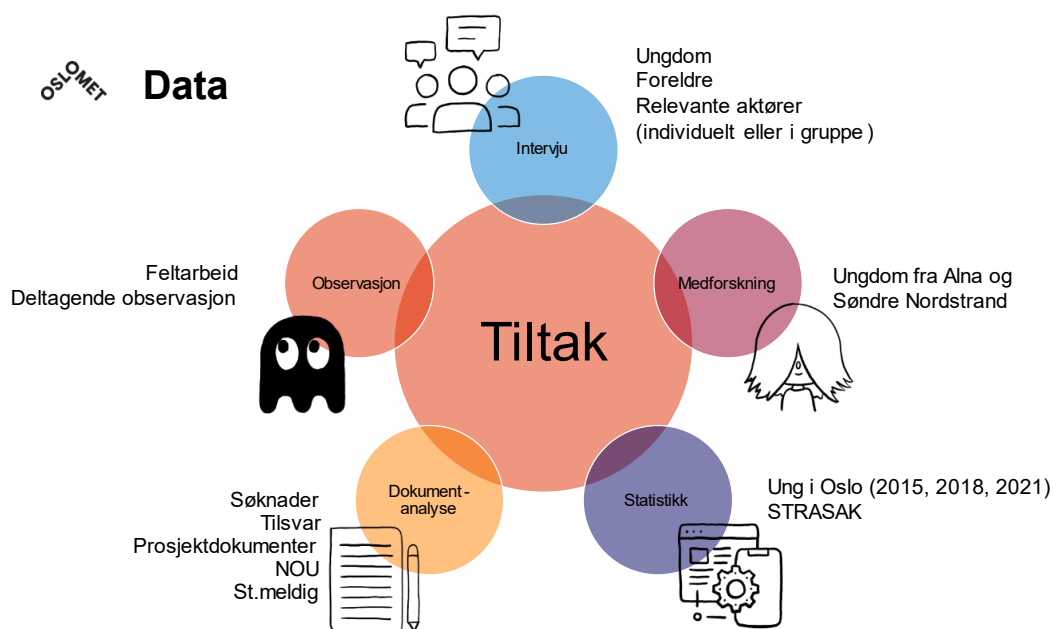 OSLOMET
Data
Ungdom
Foreldre
Relevante aktører
(individuelt eller i gruppe )
Intervju
Feltarbeid
Deltagende observasjon
Observasjon
Medforskning
Ungdom fra Alna og
Søndre Nordstrand
Tiltak
Søknader
Tilsvar
Prosjektdokumenter
NOU
St.meldig
Dokument-
analyse
Statistikk
Ung i Oslo (2015, 2018, 2021)
STRASAK